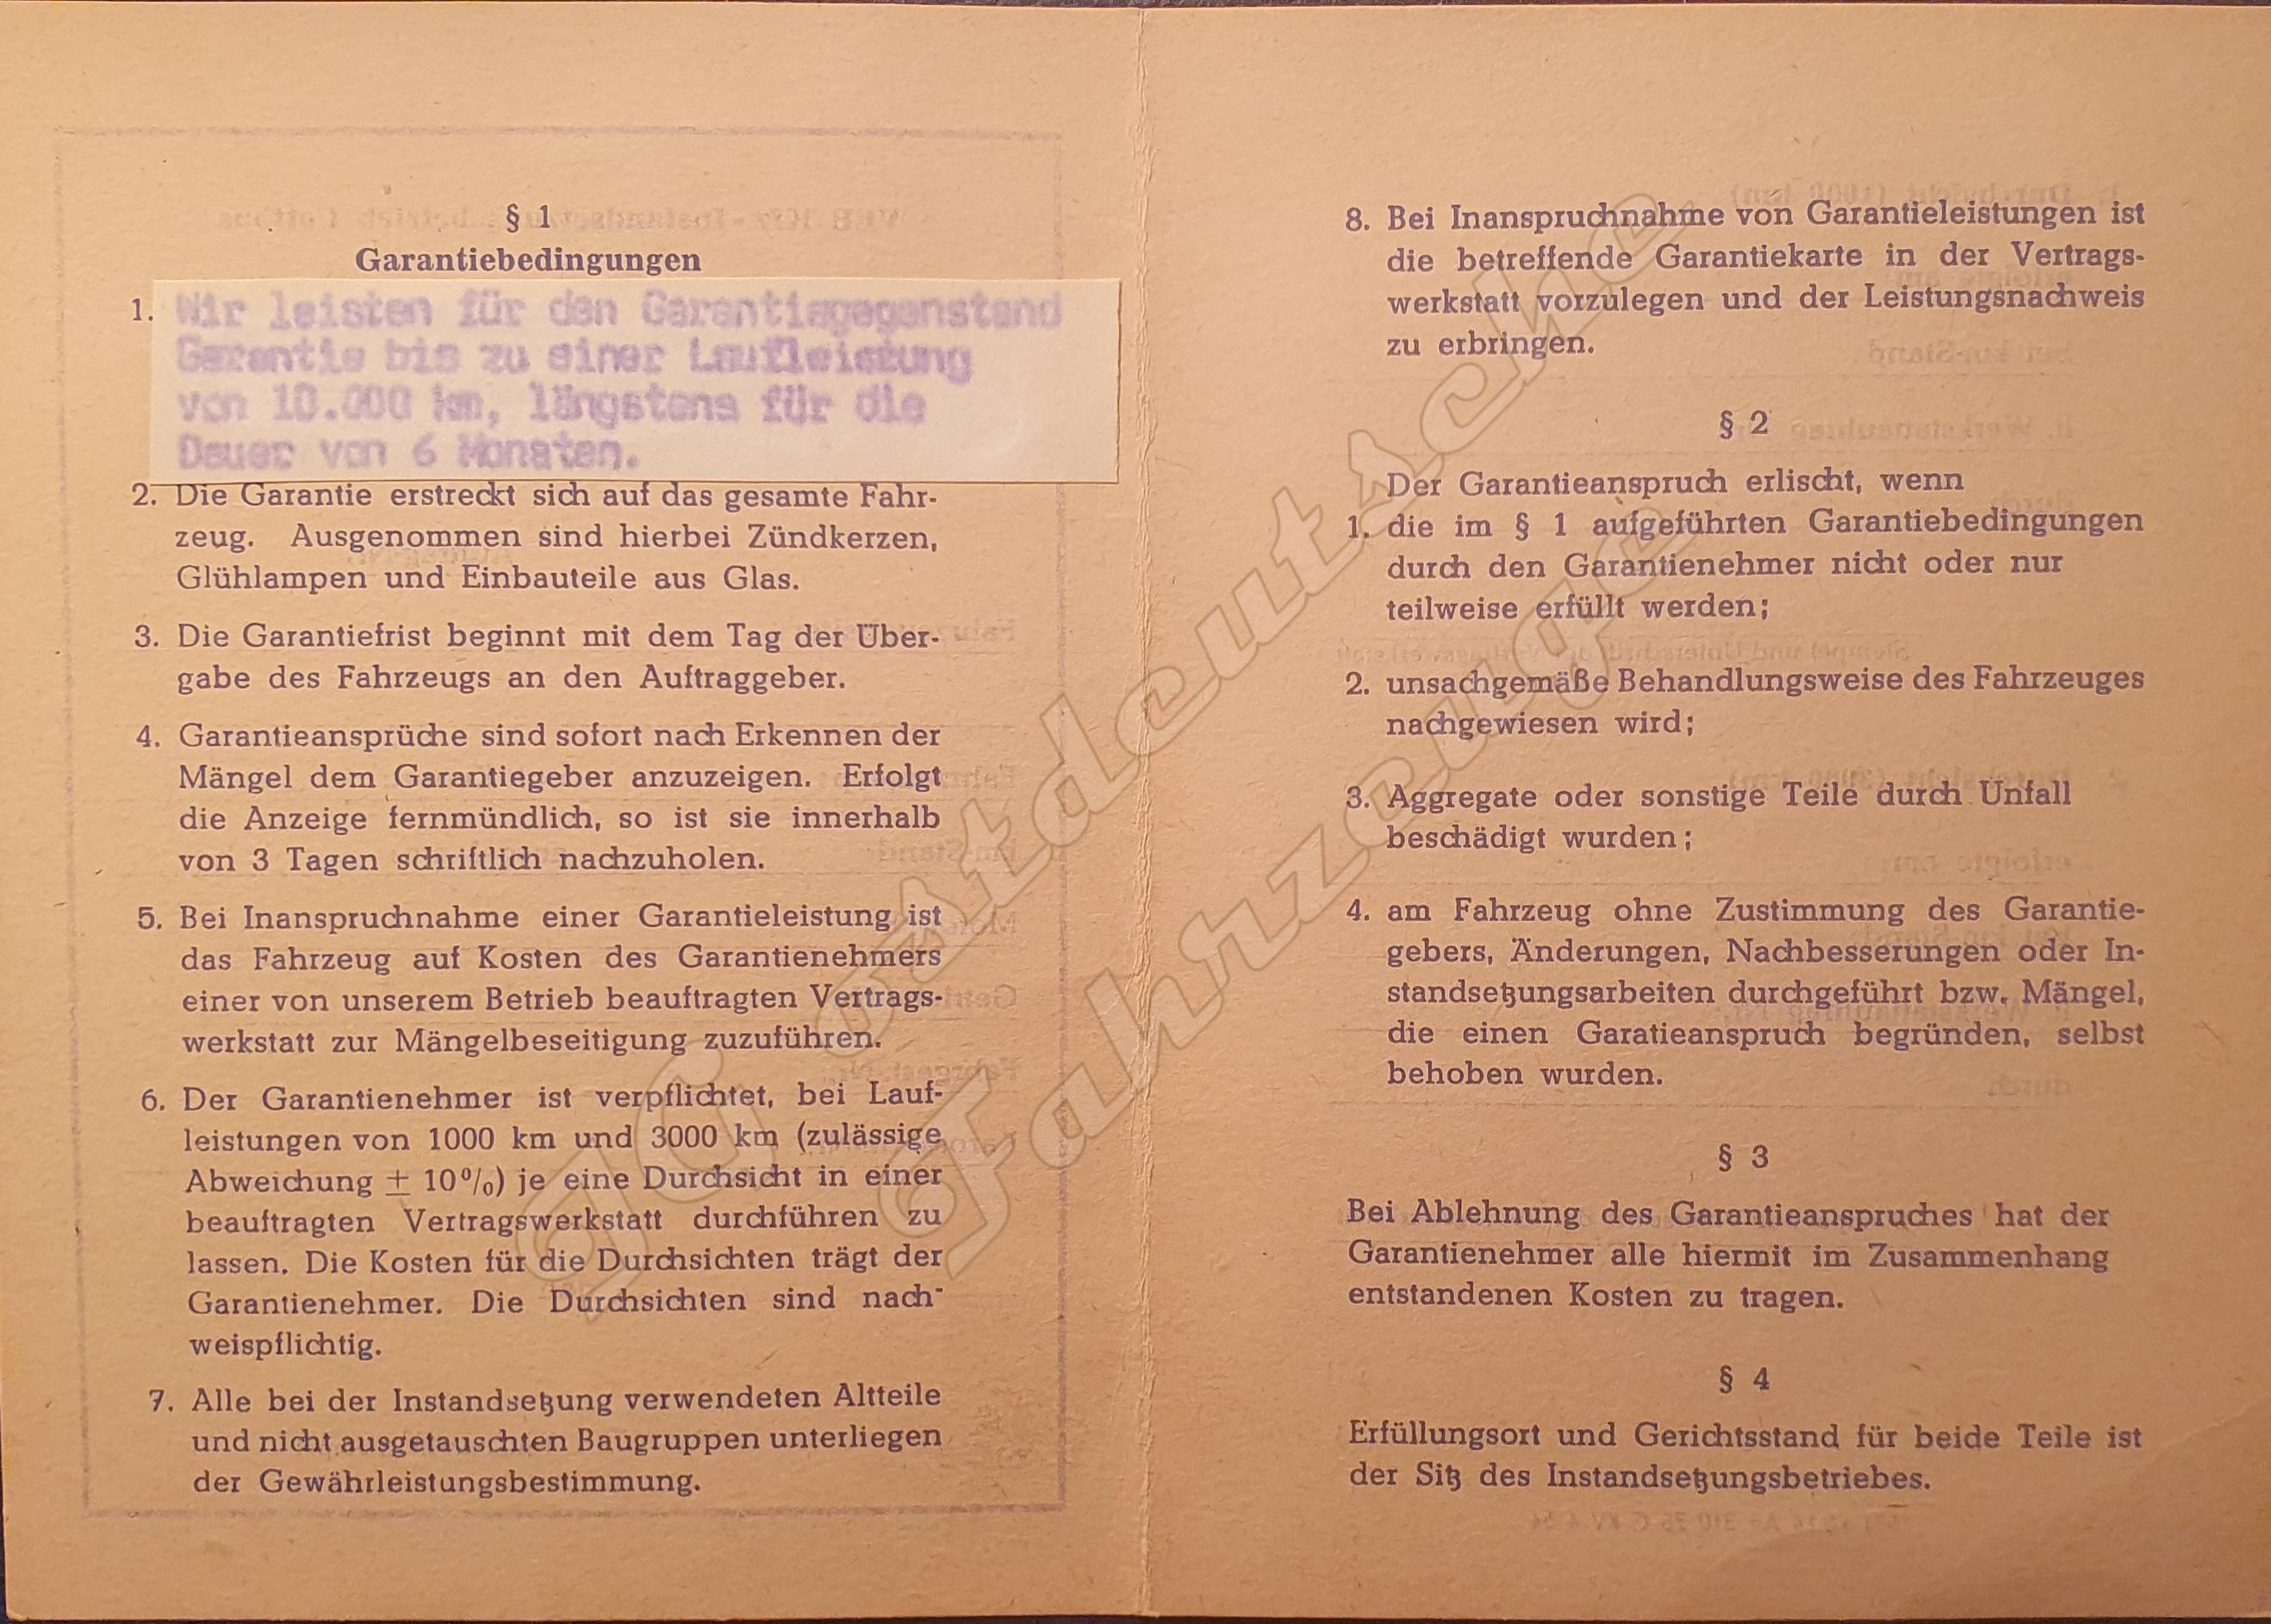 § 1
Garantiebedingungen
1. Wir leisten für den Garantiegegenstand
Garantie bis zu einer Laufleistung
von 10.000 km, längstens für die
Dauer von 6 Monaten.
2. Die Garantie erstreckt sich auf das gesamte Fahr-
zeug. Ausgenommen sind hierbei Zündkerzen,
Glühlampen und Einbauteile aus Glas.
3. Die Garantiefrist beginnt mit dem Tag der Über-
gabe des Fahrzeugs an den Auftraggeber.
4. Garantieansprüche sind sofort nach Erkennen der
Mängel dem Garantiegeber anzuzeigen. Erfolgt
die Anzeige fernmündlich, so ist sie innerhalb
von 3 Tagen schriftlich nachzuholen.
5. Bei Inanspruchnahme einer Garantieleistung ist
das Fahrzeug auf Kosten des Garantienehmers
einer von unserem Betrieb beauftragten Vertrags-
werkstatt zur Mängelbeseitigung zuzuführen.
6. Der Garantienehmer ist verpflichtet, bei Lauf-
leistungen von 1000 km und 3000 km (zulässige
Abweichung ± 10%) je eine Durchsicht in einer
beauftragten Vertragswerkstatt durchführen zu
lassen. Die Kosten für die Durchsichten trägt der
Garantienehmer. Die Durchsichten sind nach-
weispflichtig.
7. Alle bei der Instandsetzung verwendeten Altteile
und nicht ausgetauschten Baugruppen unterliegen
der Gewährleistungsbestimmung.
8. Bei Inanspruchnahme von Garantieleistungen ist
die betreffende Garantiekarte in der Vertrags-
werkstatt vorzulegen und der Leistungsnachweis
zu erbringen.
§ 2
Der Garantieanspruch erlischt, wenn
1. die im § 1 aufgeführten Garantiebedingungen
durch den Garantienehmer nicht oder nur
teilweise erfüllt werden;
2. unsachgemäße Behandlungsweise des Fahrzeuges
nachgewiesen wird;
3. Aggregate oder sonstige Teile durch Unfall
beschädigt wurden;
4. am Fahrzeug ohne Zustimmung des Garantie-
gebers, Änderungen, Nachbesserungen oder In-
standsetzungsarbeiten durchgeführt bzw. Mängel,
die einen Garatieanspruch begründen, selbst
behoben wurden.
§ 3
Bei Ablehnung des Garantieanspruches hat der
Garantienehmer alle hiermit im Zusammenhang
entstandenen Kosten zu tragen.
§ 4
Erfüllungsort und Gerichtsstand für beide Teile ist
der Sitz des Instandsetzungsbetriebes.
IG ostdeutsche
Fahrzeuge